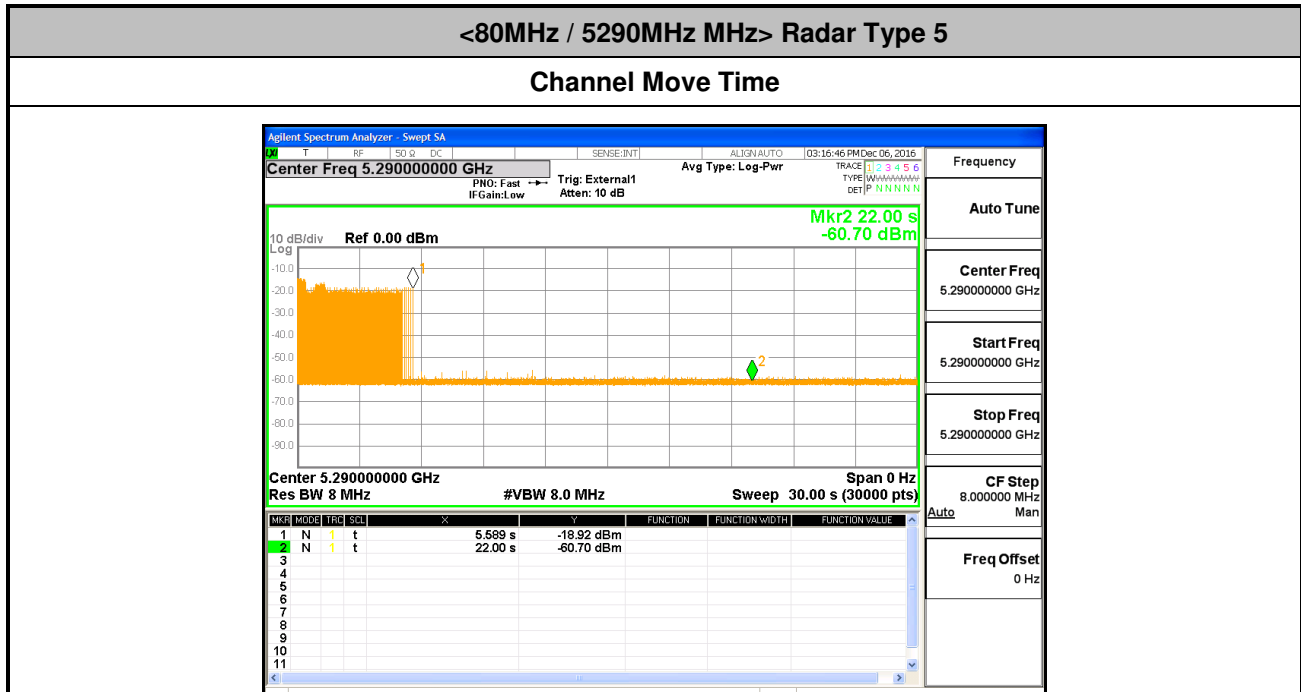 <80MHz / 5290MHz MHz> Radar Type 5
Channel Move Time
Agilent Spectrum Analyzer - Swept SA
LXI T RF 50 Ω DC SENSE:INT ALIGN AUTO 03:16:46 PM Dec 06, 2016
Center Freq 5.290000000 GHz
PNO: Fast
IFGain:Low
Trig: External1
Atten: 10 dB
Avg Type: Log-Pwr
TRACE 1 2 3 4 5 6
TYPE
DET P N N N N N
Mkr2 22.00 s
-60.70 dBm
10 dB/div Ref 0.00 dBm
Log
-10.0
-20.0
-30.0
-40.0
-50.0
-60.0
-70.0
-80.0
-90.0
1
2
Center 5.290000000 GHz Span 0 Hz
Res BW 8 MHz #VBW 8.0 MHz Sweep 30.00 s (30000 pts)
MKR MODE TRC SCL X Y FUNCTION FUNCTION WIDTH FUNCTION VALUE
1 N 1 t 5.589 s -18.92 dBm
2 N 1 t 22.00 s -60.70 dBm
3
4
5
6
7
8
9
10
11
Frequency
Auto Tune
Center Freq
5.290000000 GHz
Start Freq
5.290000000 GHz
Stop Freq
5.290000000 GHz
CF Step
8.000000 MHz
Auto Man
Freq Offset
0 Hz